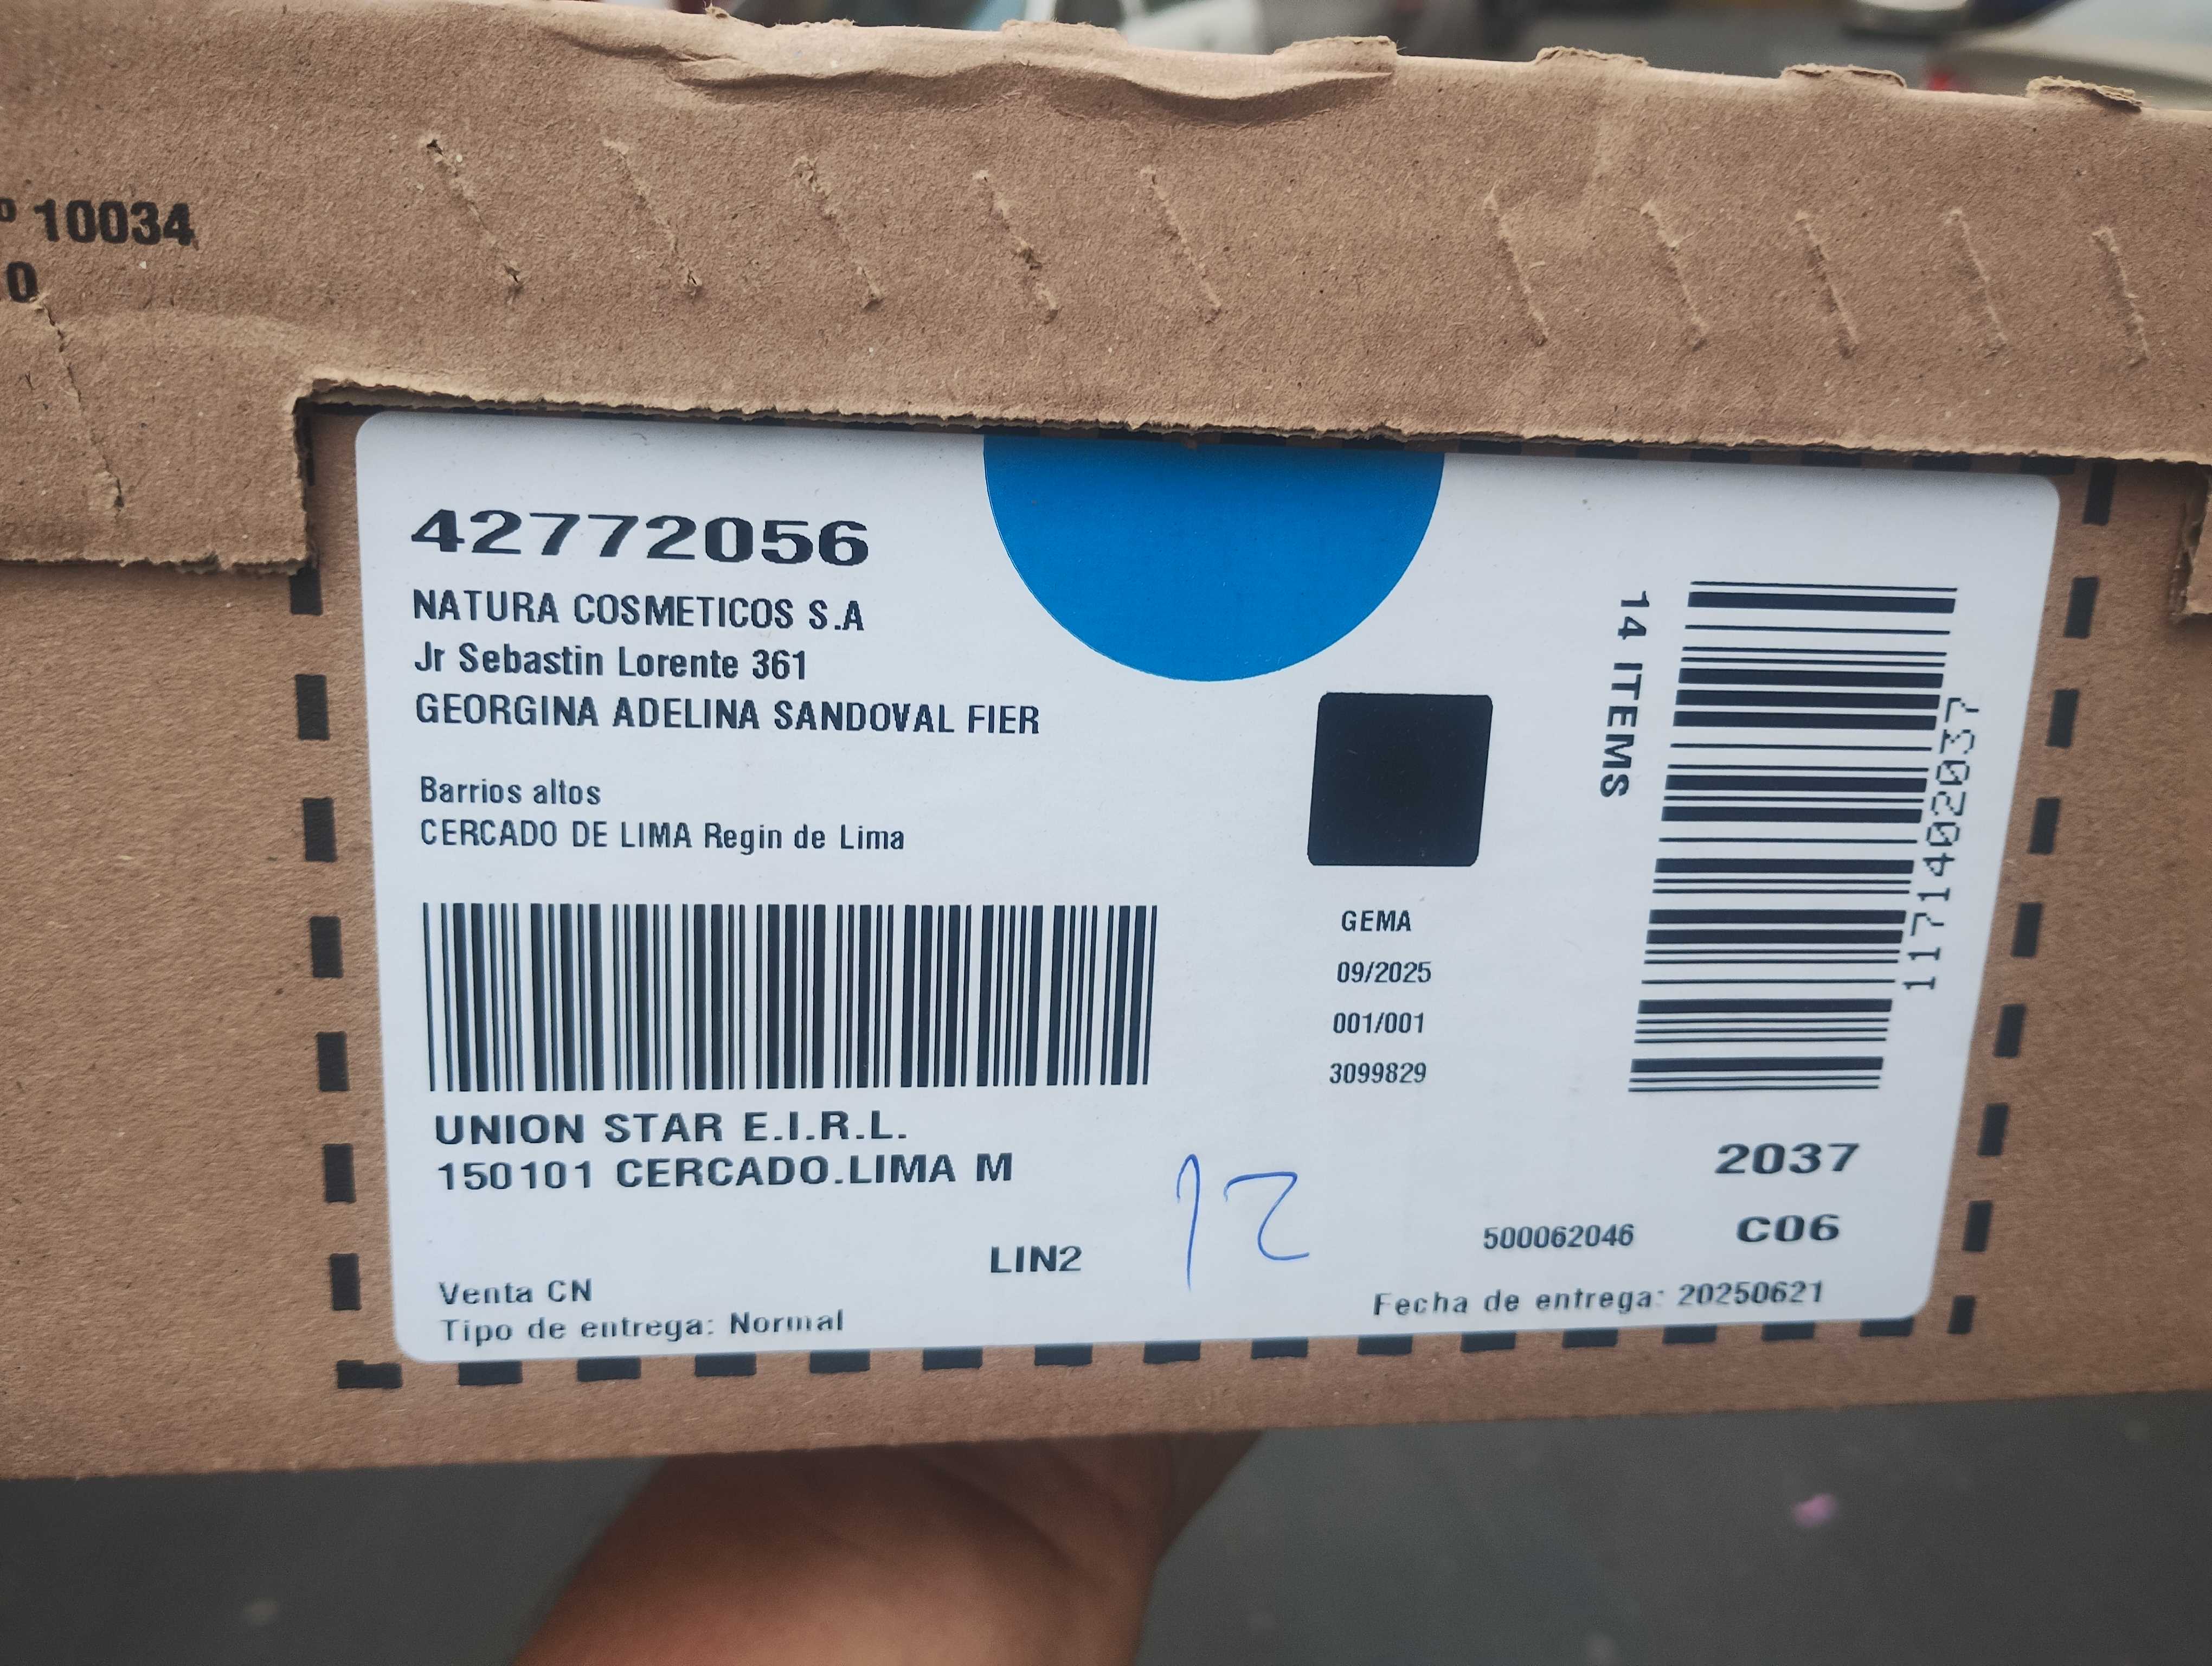 º 10034
0
42772056
NATURA COSMETICOS S.A
Jr Sebastin Lorente 361
GEORGINA ADELINA SANDOVAL FIER
Barrios altos
CERCADO DE LIMA Regin de Lima
UNION STAR E.I.R.L.
150101 CERCADO.LIMA M
LIN2
Venta CN
Tipo de entrega: Normal
12
GEMA
09/2025
001/001
3099829
14 ITEMS
1171402037
2037
500062046 C06
Fecha de entrega: 20250621